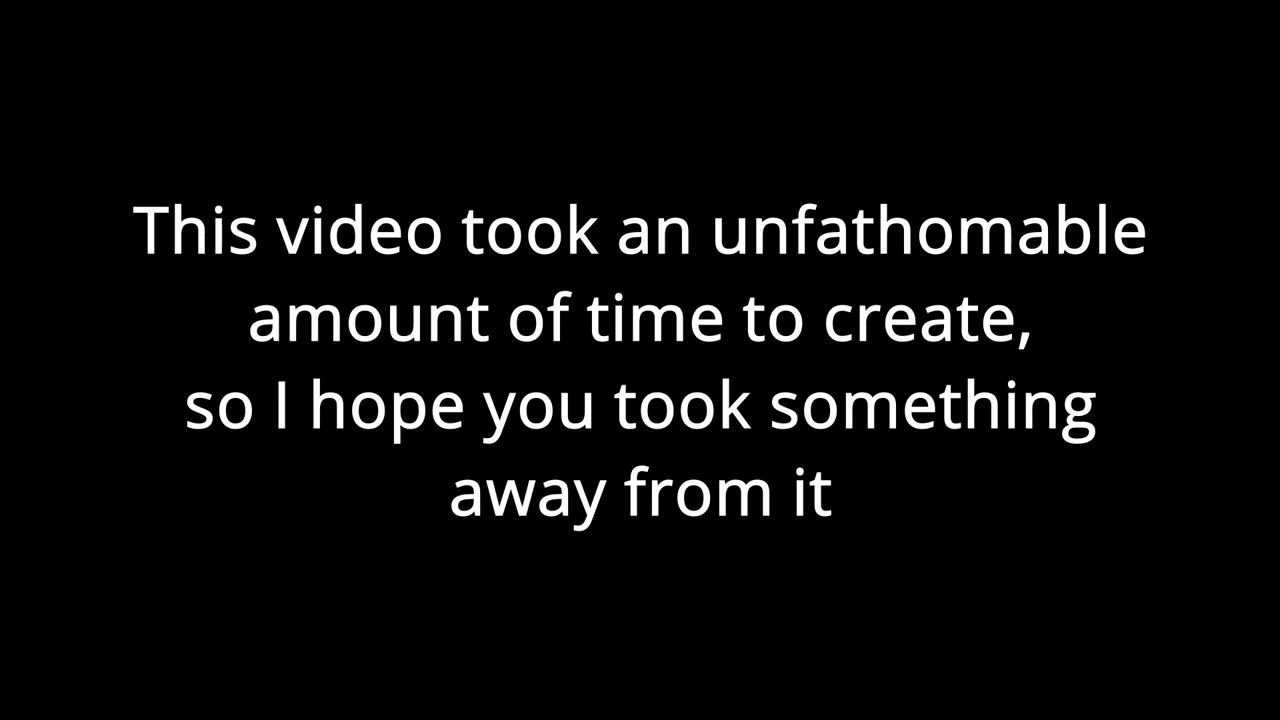 This video took an unfathomable
amount of time to create,
so I hope you took something
away from it